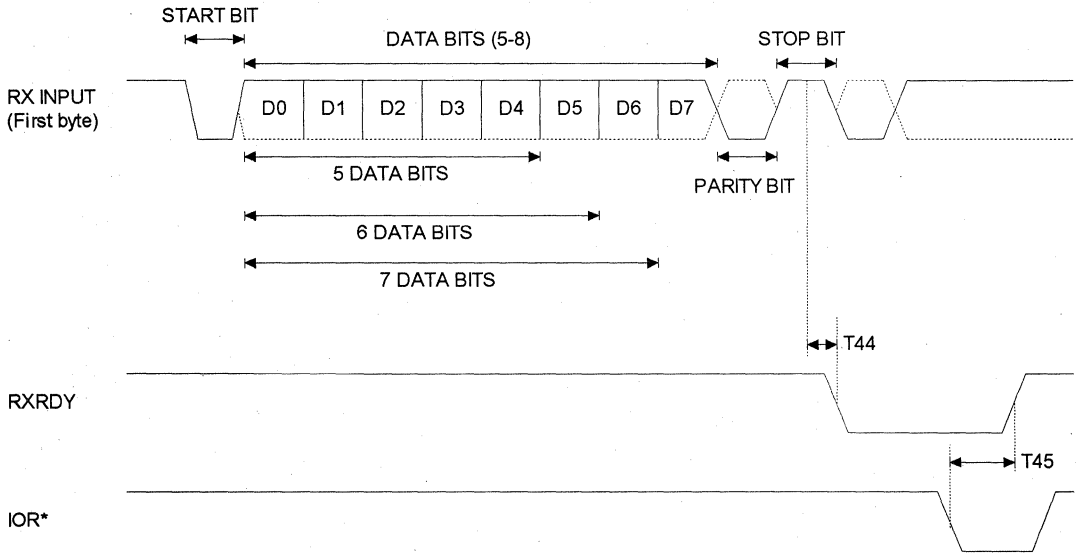 START BIT
DATA BITS (5-8)
STOP BIT
RX INPUT
(First byte)
D0 D1 D2 D3 D4 D5 D6 D7
5 DATA BITS
PARITY BIT
6 DATA BITS
7 DATA BITS
T44
RXRDY
T45
IOR*